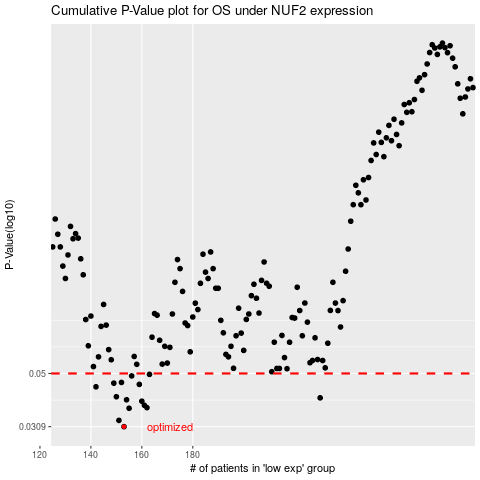 Cumulative P-Value plot for OS under NUF2 expression
P-Value(log10)
0.05
0.0309
optimized
120 140 160 180
# of patients in 'low exp' group